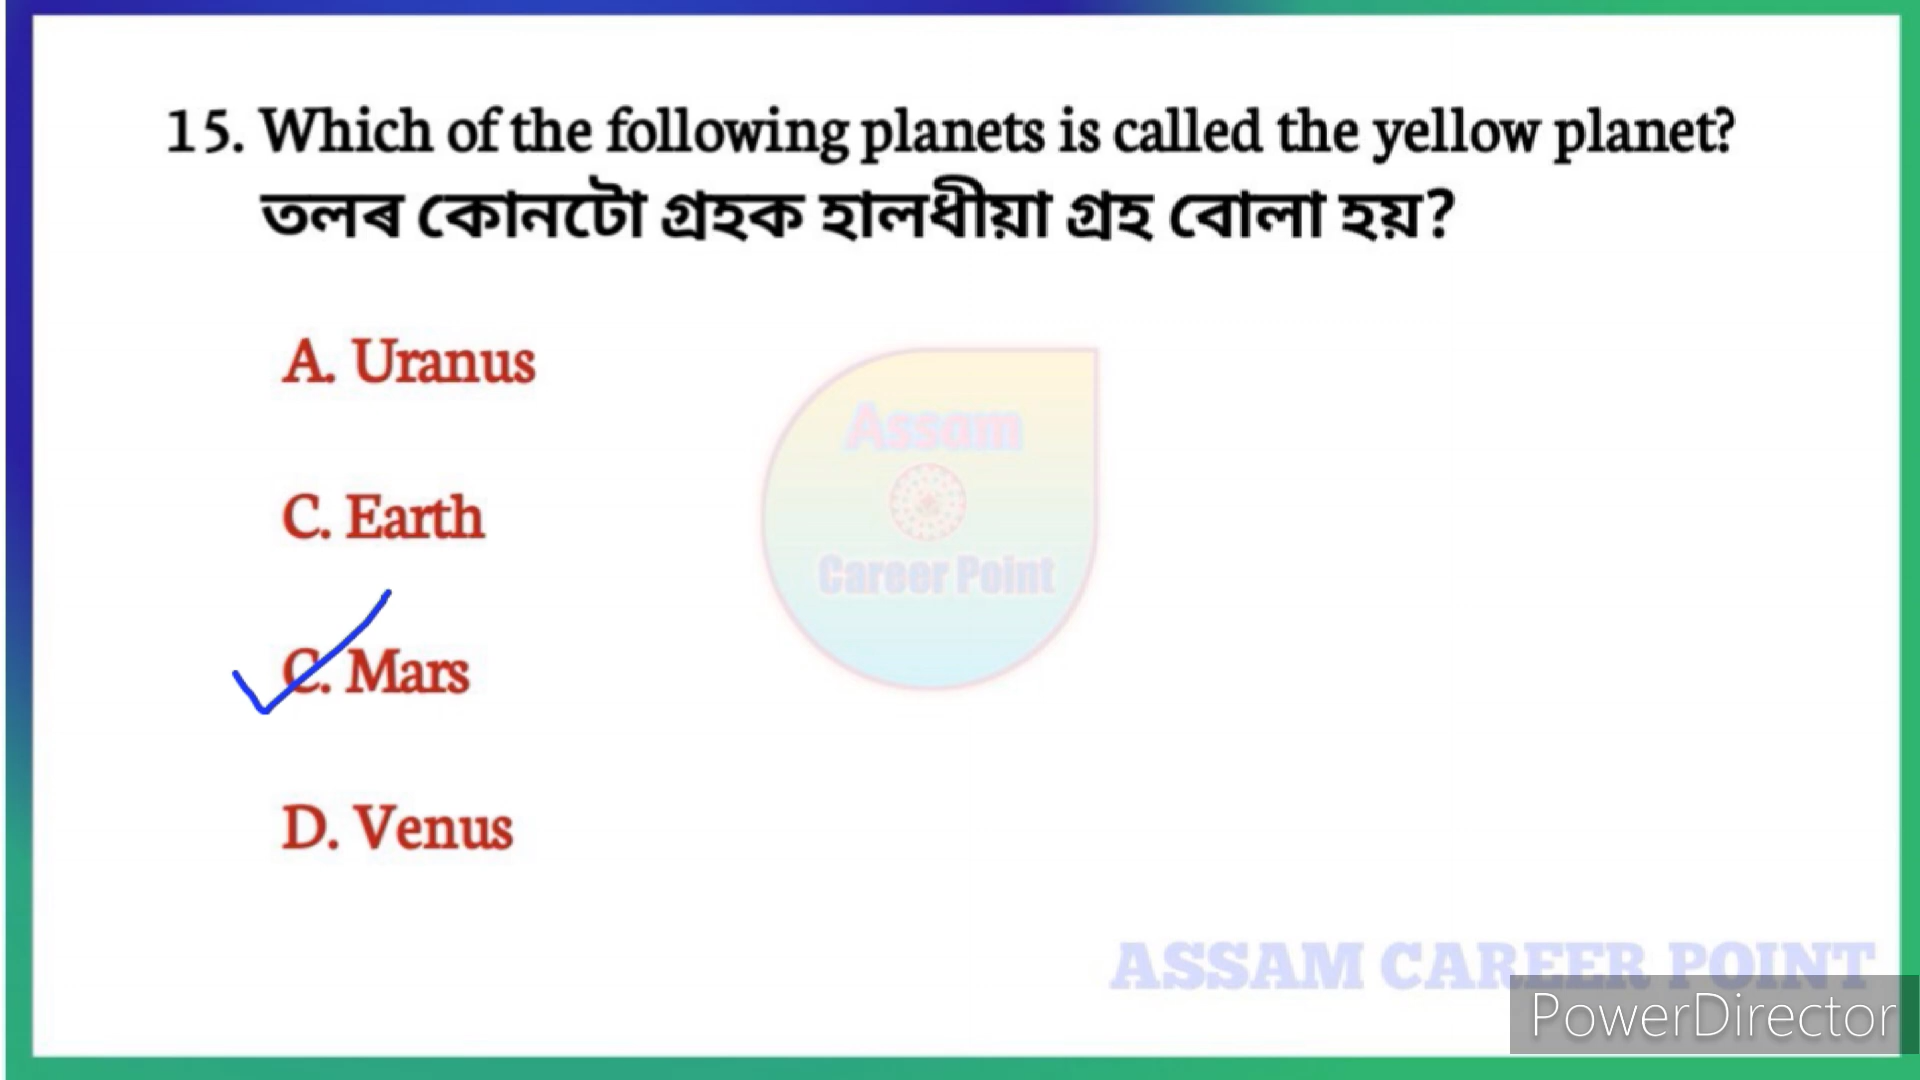 15. Which of the following planets is called the yellow planet?
তলৰ কোনটো গ্ৰহক হালধীয়া গ্ৰহ বোলা হয়?
A. Uranus
C. Earth
C. Mars
D. Venus
Assam
Career Point
ASSAM CAREER POINT
PowerDirector